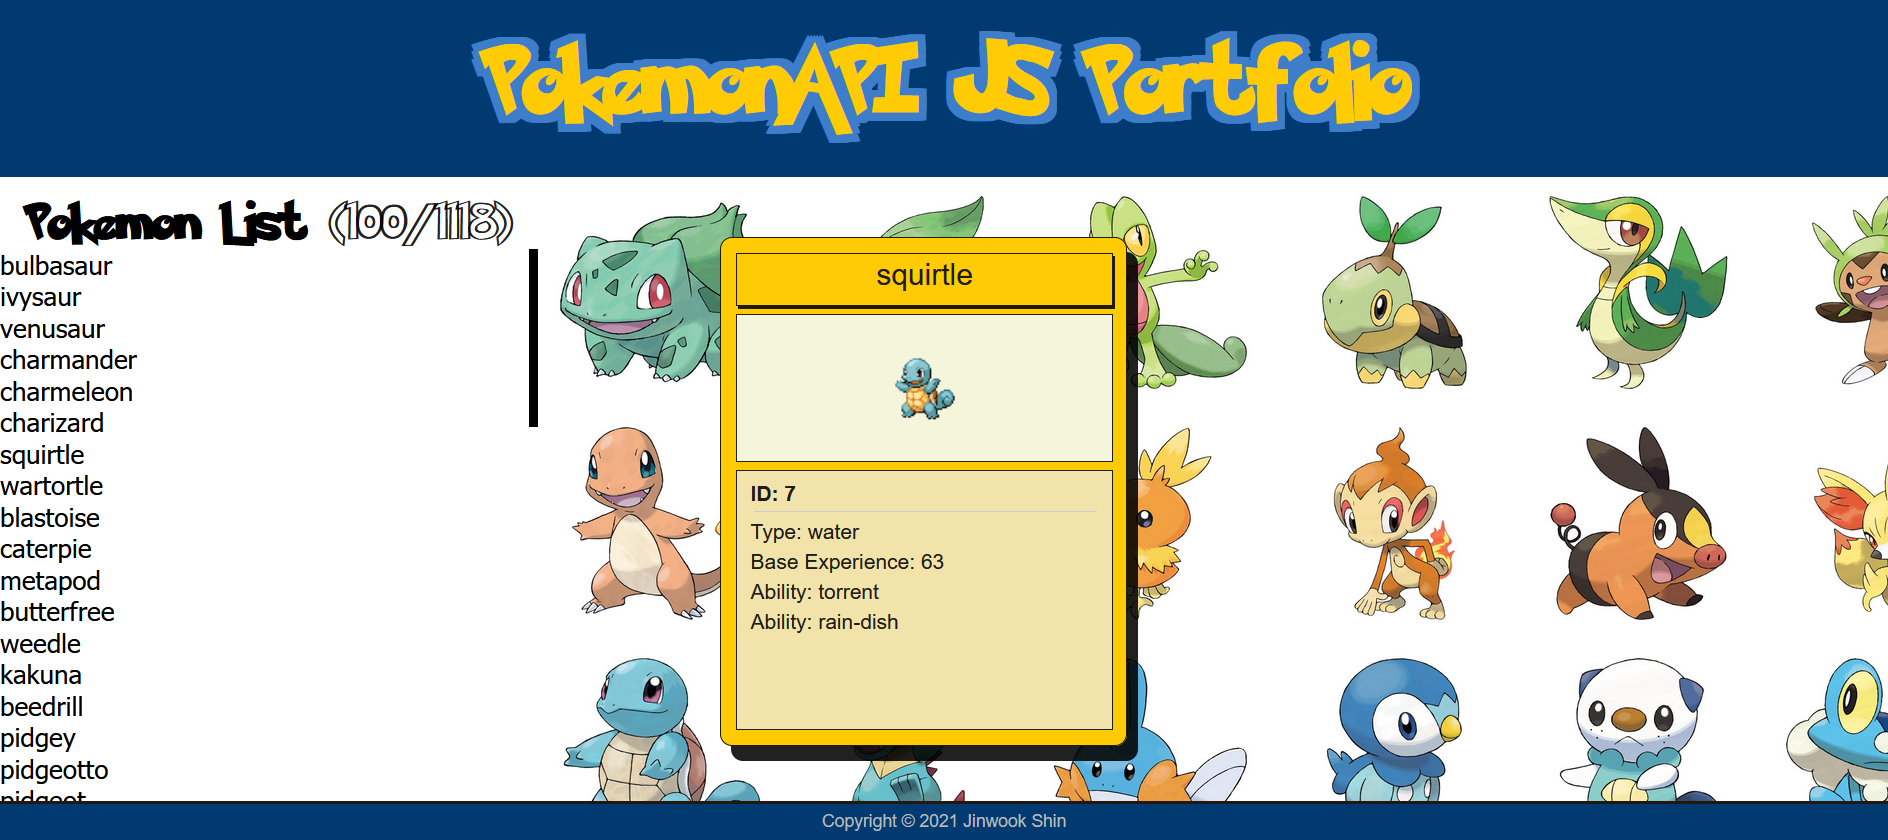 PokemonAPI JS Portfolio
Pokemon List (100/1118)
bulbasaur
ivysaur
venusaur
charmander
charmeleon
charizard
squirtle
wartortle
blastoise
caterpie
metapod
butterfree
weedle
kakuna
beedrill
pidgey
pidgeotto
pidgeot
squirtle
ID: 7
Type: water
Base Experience: 63
Ability: torrent
Ability: rain-dish
Copyright © 2021 Jinwook Shin